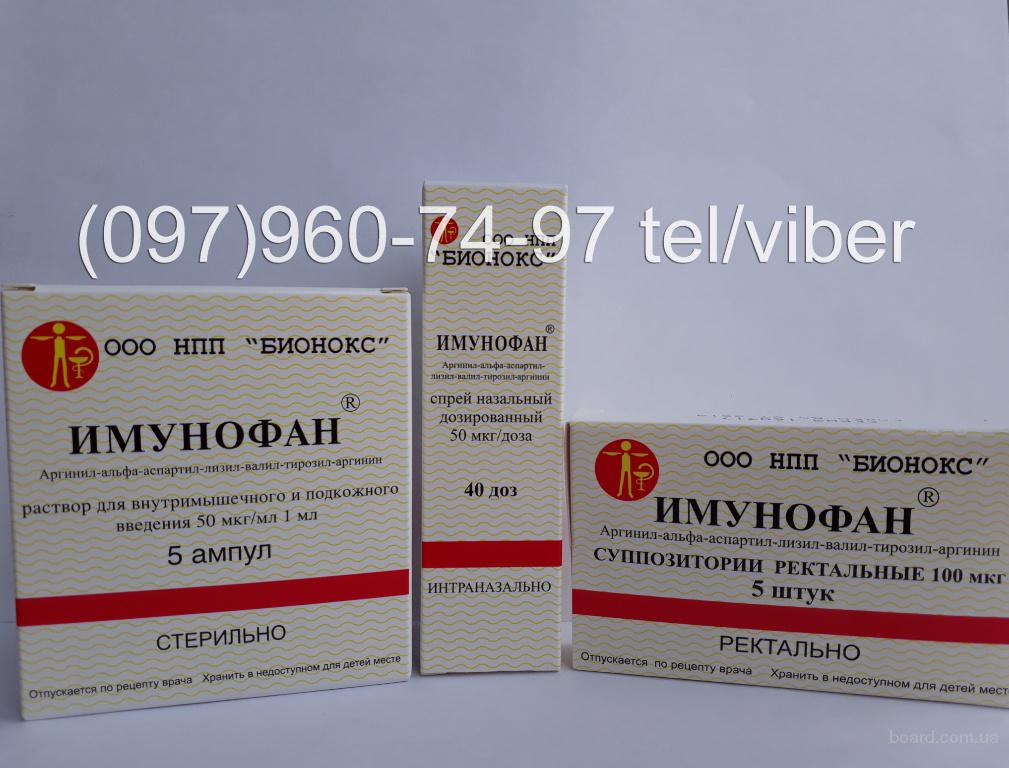 (097)960-74-97 tel/viber
ООО НПП “БИОНОКС”
ИМУНОФАН®
Аргинил-альфа-аспартил-лизил-валил-тирозил-аргинин
раствор для внутримышечного и подкожного
введения 50 мкг/мл 1 мл
5 ампул
СТЕРИЛЬНО
Отпускается по рецепту врача Хранить в недоступном для детей месте
ООО НПП
“БИОНОКС”
ИМУНОФАН®
Аргинил-альфа-аспартил-
лизил-валил-тирозил-аргинин
спрей назальный
дозированный
50 мкг/доза
40 доз
ИНТРАНАЗАЛЬНО
ООО НПП “БИОНОКС”
ИМУНОФАН®
Аргинил-альфа-аспартил-лизил-валил-тирозил-аргинин
СУППОЗИТОРИИ РЕКТАЛЬНЫЕ 100 мкг
5 штук
РЕКТАЛЬНО
Отпускается по рецепту врача Хранить в недоступном для детей месте
board.com.ua